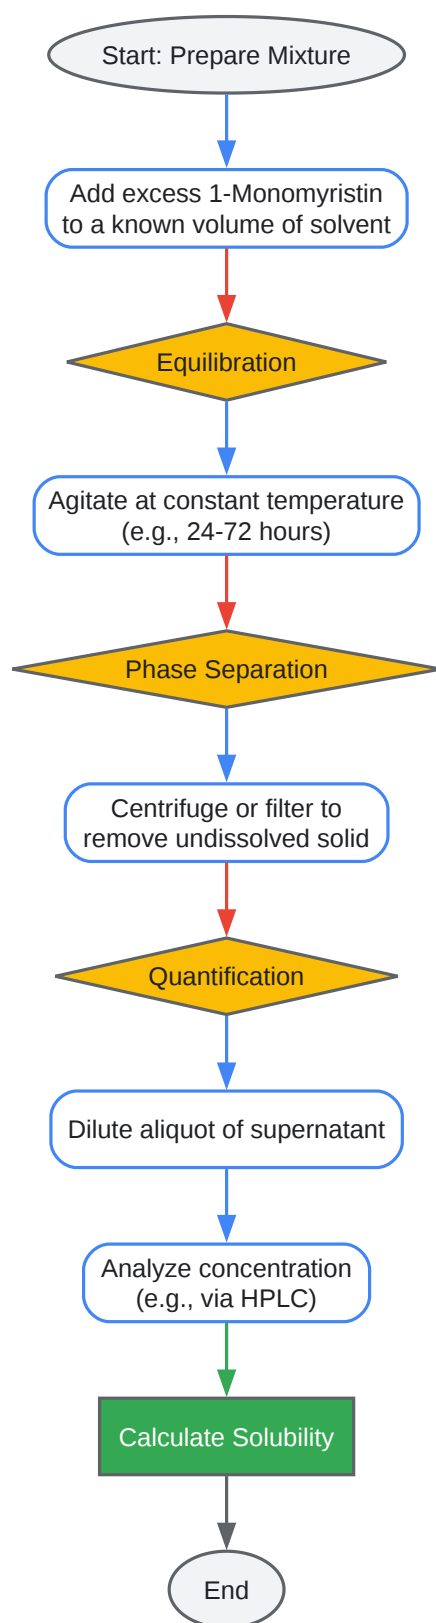 Start: Prepare Mixture
Add excess 1-Monomyristin
to a known volume of solvent
Equilibration
Agitate at constant temperature
(e.g., 24-72 hours)
Phase Separation
Centrifuge or filter to
remove undissolved solid
Quantification
Dilute aliquot of supernatant
Analyze concentration
(e.g., via HPLC)
Calculate Solubility
End